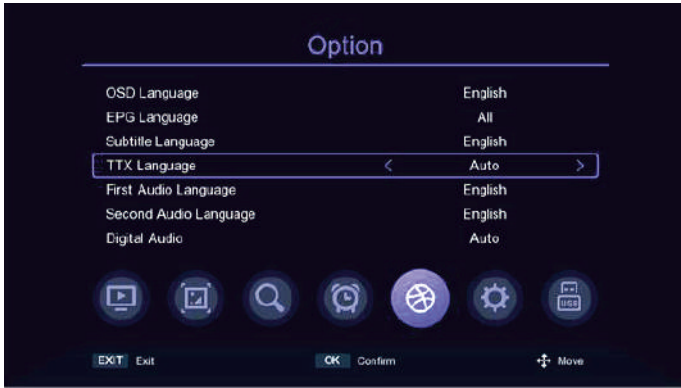 Option
OSD Language English
EPG Language All
Subtitle Language English
TTX Language < Auto >
First Audio Language English
Second Audio Language English
Digital Audio Auto
USB
EXIT Exit OK Confirm Move